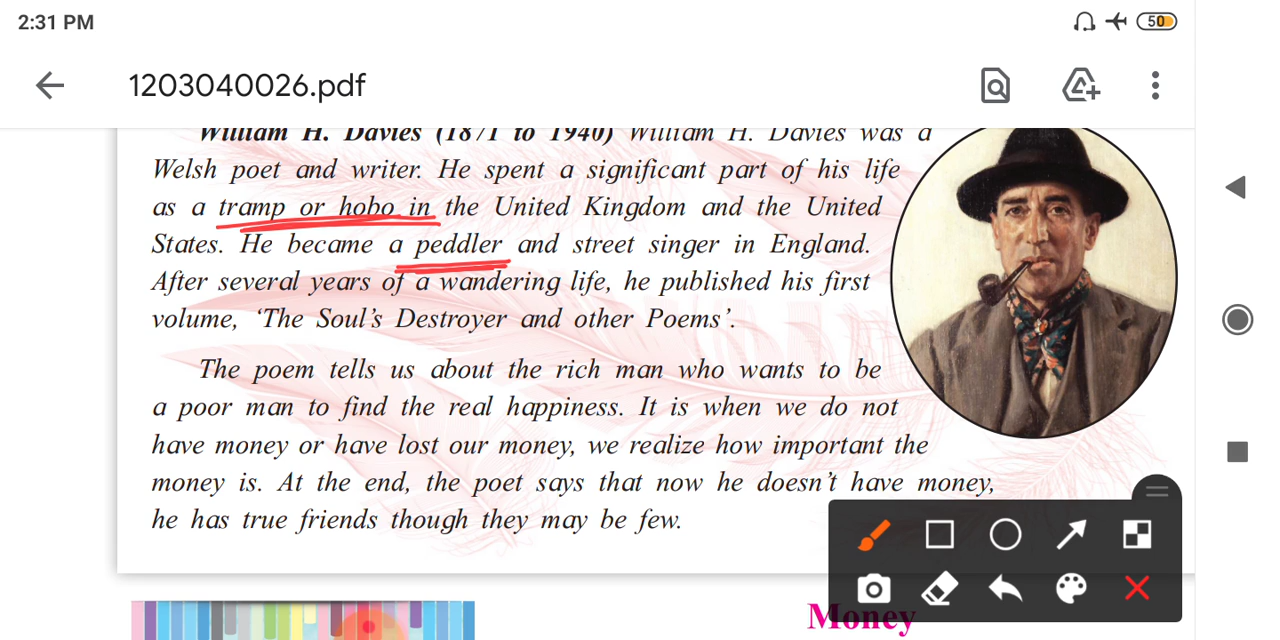 2:31 PM
50
1203040026.pdf
William H. Davies (1871 to 1940) William H. Davies was a
Welsh poet and writer. He spent a significant part of his life
as a tramp or hobo in the United Kingdom and the United
States. He became a peddler and street singer in England.
After several years of a wandering life, he published his first
volume, ‘The Soul’s Destroyer and other Poems’.
The poem tells us about the rich man who wants to be
a poor man to find the real happiness. It is when we do not
have money or have lost our money, we realize how important the
money is. At the end, the poet says that now he doesn’t have money,
he has true friends though they may be few.
Money